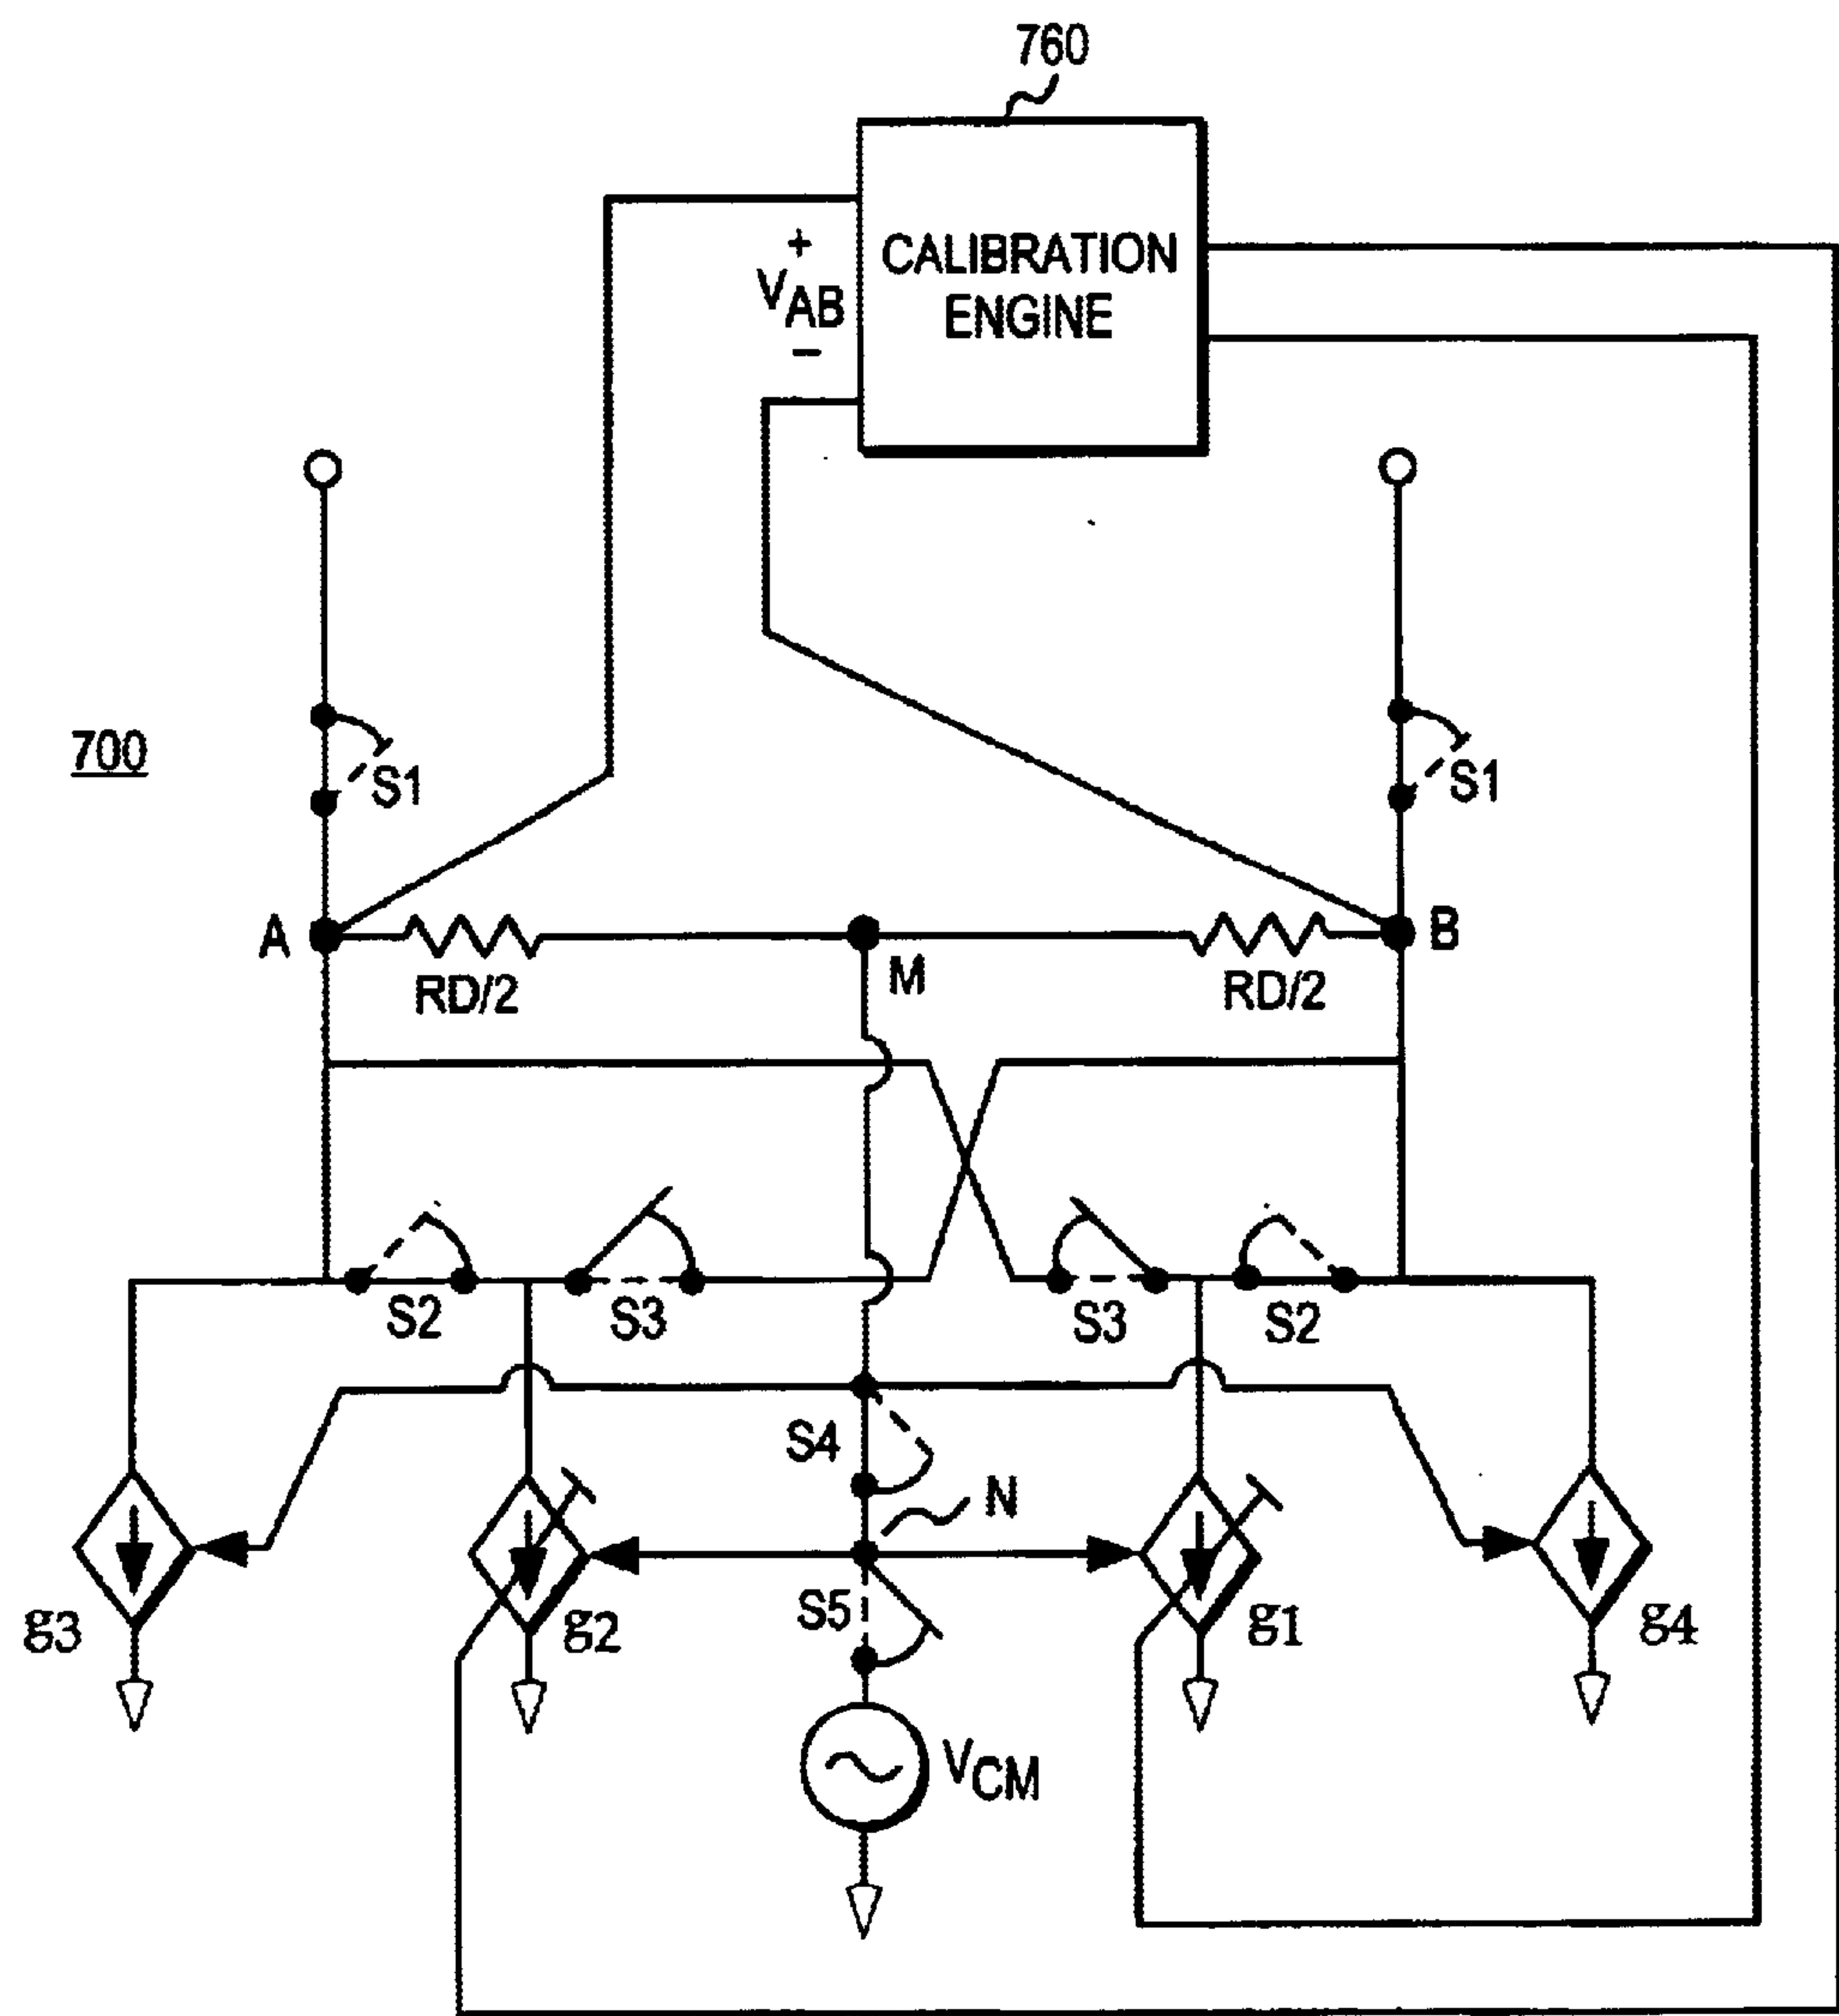 760
CALIBRATION
ENGINE
+
VAB
−
700
S1
S1
A
RD/2
M
RD/2
B
S2
S3
S3
S2
S4
N
S5
g3
g2
g1
g4
VCM